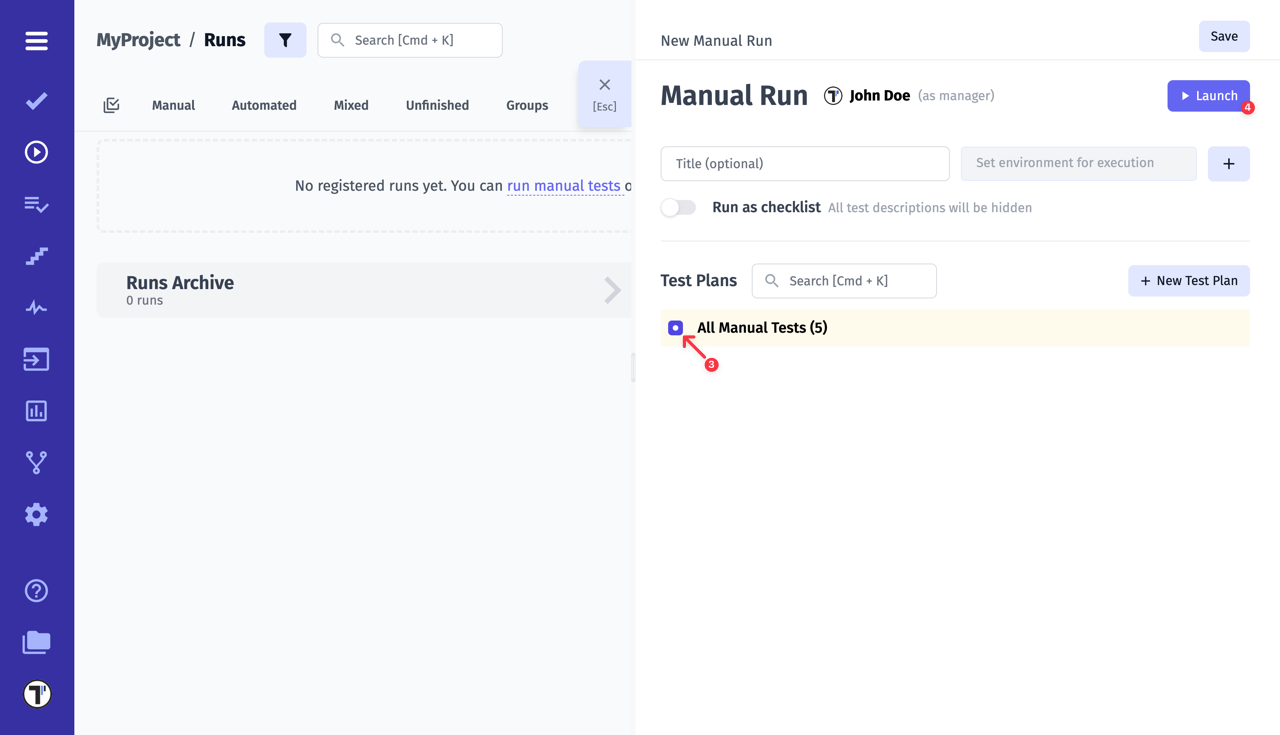 MyProject / Runs
Search [Cmd + K]
Manual
Automated
Mixed
Unfinished
Groups
[Esc]
No registered runs yet. You can run manual tests o
Runs Archive
0 runs
New Manual Run
Save
Manual Run
John Doe (as manager)
Launch
4
Title (optional)
Set environment for execution
+
Run as checklist All test descriptions will be hidden
Test Plans
Search [Cmd + K]
+ New Test Plan
All Manual Tests (5)
3